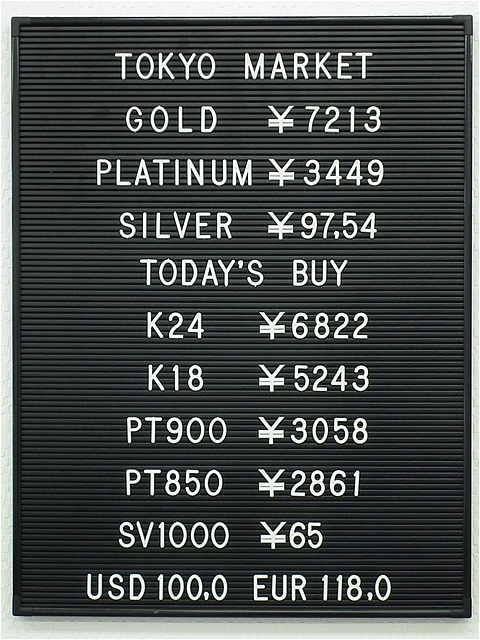 TOKYO MARKET
GOLD ¥7213
PLATINUM ¥3449
SILVER ¥97.54
TODAY'S BUY
K24 ¥6822
K18 ¥5243
PT900 ¥3058
PT850 ¥2861
SV1000 ¥65
USD 100.0 EUR 118.0